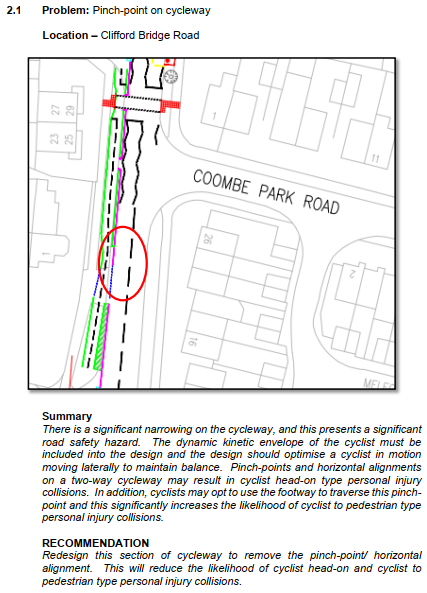 2.1 Problem: Pinch-point on cycleway
Location – Clifford Bridge Road
27
29
23
25
1
11
COOMBE PARK ROAD
26
2
1
16
MELF
Summary
There is a significant narrowing on the cycleway, and this presents a significant
road safety hazard. The dynamic kinetic envelope of the cyclist must be
included into the design and the design should optimise a cyclist in motion
moving laterally to maintain balance. Pinch-points and horizontal alignments
on a two-way cycleway may result in cyclist head-on type personal injury
collisions. In addition, cyclists may opt to use the footway to traverse this pinch-
point and this significantly increases the likelihood of cyclist to pedestrian type
personal injury collisions.
RECOMMENDATION
Redesign this section of cycleway to remove the pinch-point/ horizontal
alignment. This will reduce the likelihood of cyclist head-on and cyclist to
pedestrian type personal injury collisions.